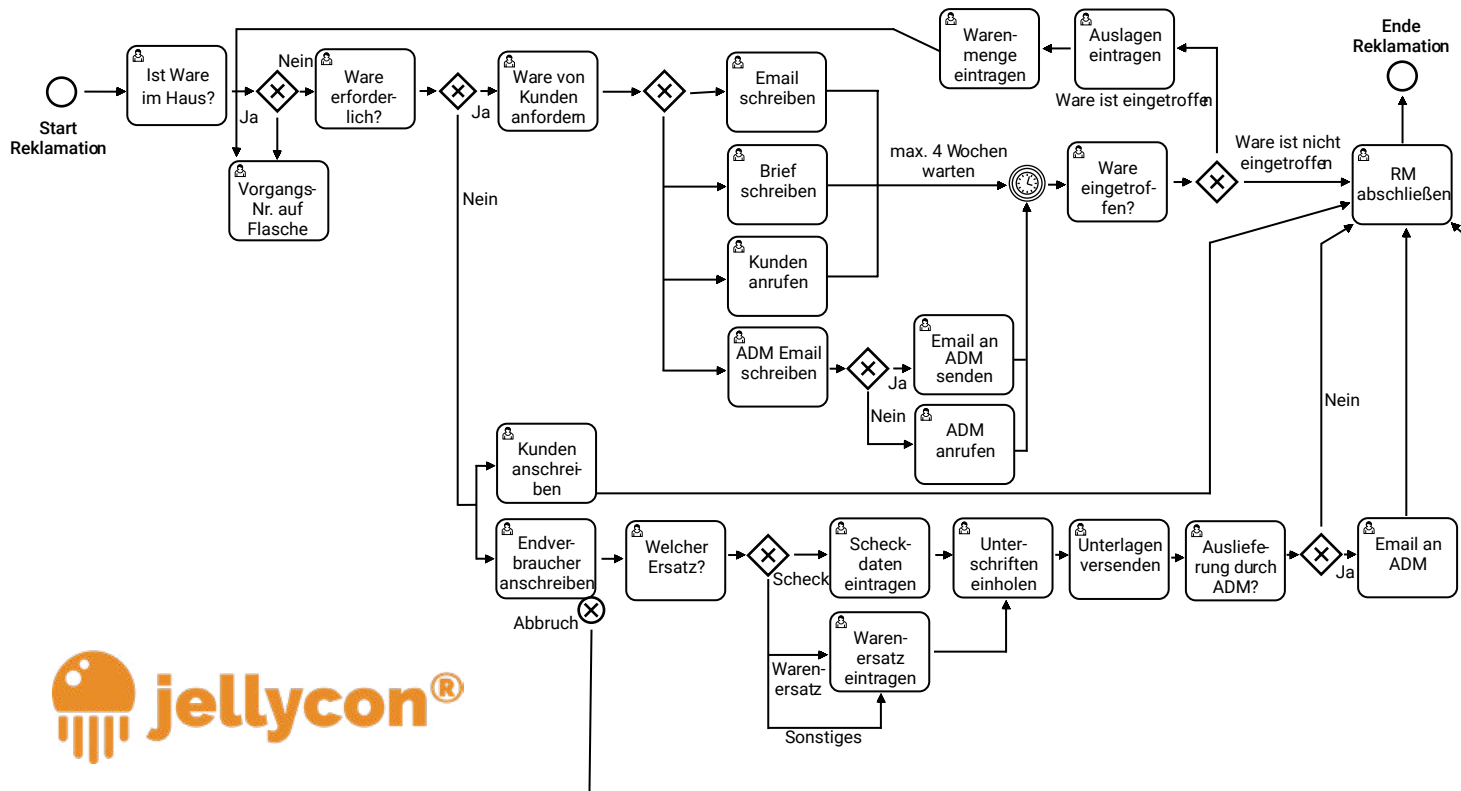 Start
Reklamation
Ist Ware
im Haus?
Nein
Ja
Vorgangs-
Nr. auf
Flasche
Ware
erforder-
lich?
Ja
Nein
Ware von
Kunden
anfordern
Email
schreiben
Brief
schreiben
Kunden
anrufen
ADM Email
schreiben
Ja
Nein
Email an
ADM
senden
ADM
anrufen
max. 4 Wochen
warten
Ware
eingetrof-
fen?
Ware ist eingetroffen
Auslagen
eintragen
Waren-
menge
eintragen
Ware ist nicht
eingetroffen
RM
abschließen
Ende
Reklamation
Kunden
anschrei-
ben
Endver-
braucher
anschreiben
Abbruch
Welcher
Ersatz?
Scheck
Waren-
ersatz
Sonstiges
Scheck-
daten
eintragen
Waren-
ersatz
eintragen
Unter-
schriften
einholen
Unterlagen
versenden
Ausliefe-
rung durch
ADM?
Nein
Ja
Email an
ADM
jellycon®